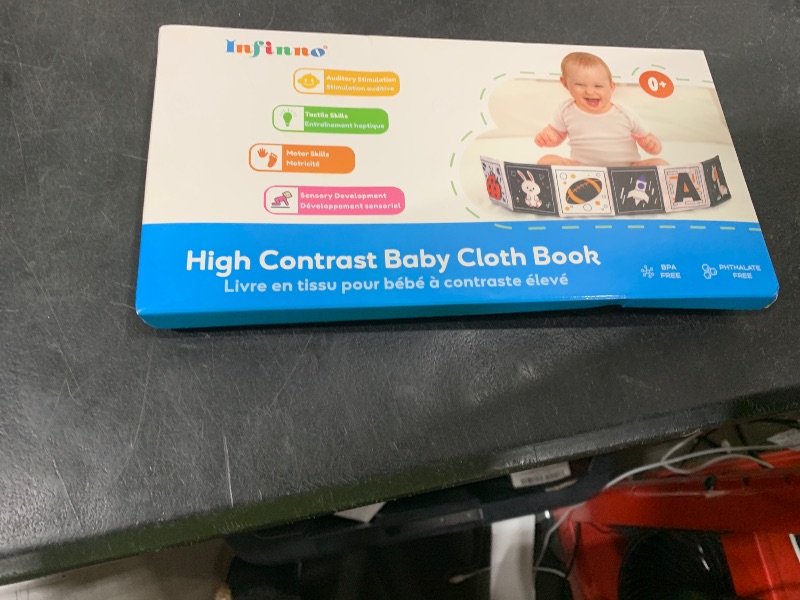 Infinno
Auditory Stimulation
Stimulation auditive
Tactile Skills
Entraînement haptique
Motor Skills
Motricité
Sensory Development
Développement sensoriel
0+
A
High Contrast Baby Cloth Book
Livre en tissu pour bébé à contraste élevé
BPA
FREE
PHTHALATE
FREE